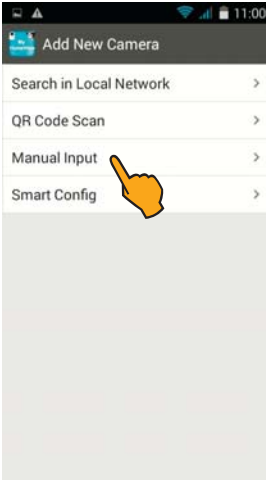 11:00
Add New Camera
Search in Local Network
QR Code Scan
Manual Input
Smart Config